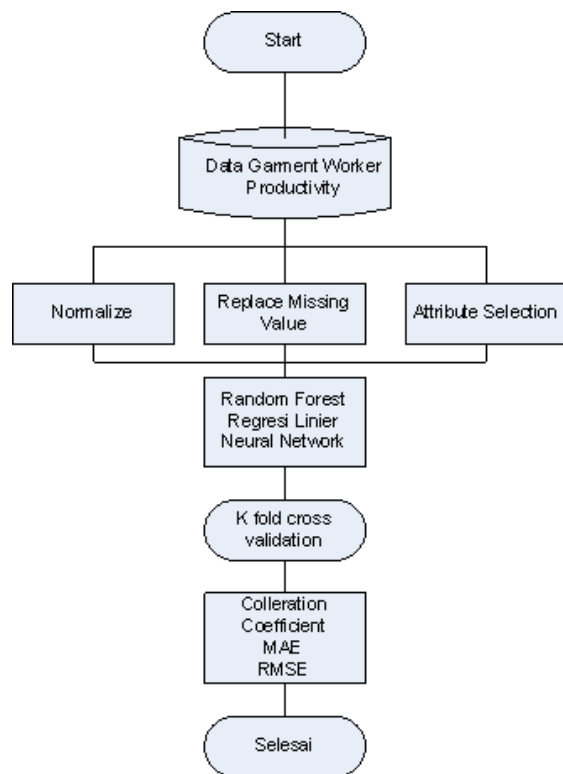 Start
Data Garment Worker
Productivity
Normalize
Replace Missing
Value
Attribute Selection
Random Forest
Regresi Linier
Neural Network
K fold cross
validation
Colleration
Coefficient
MAE
RMSE
Selesai